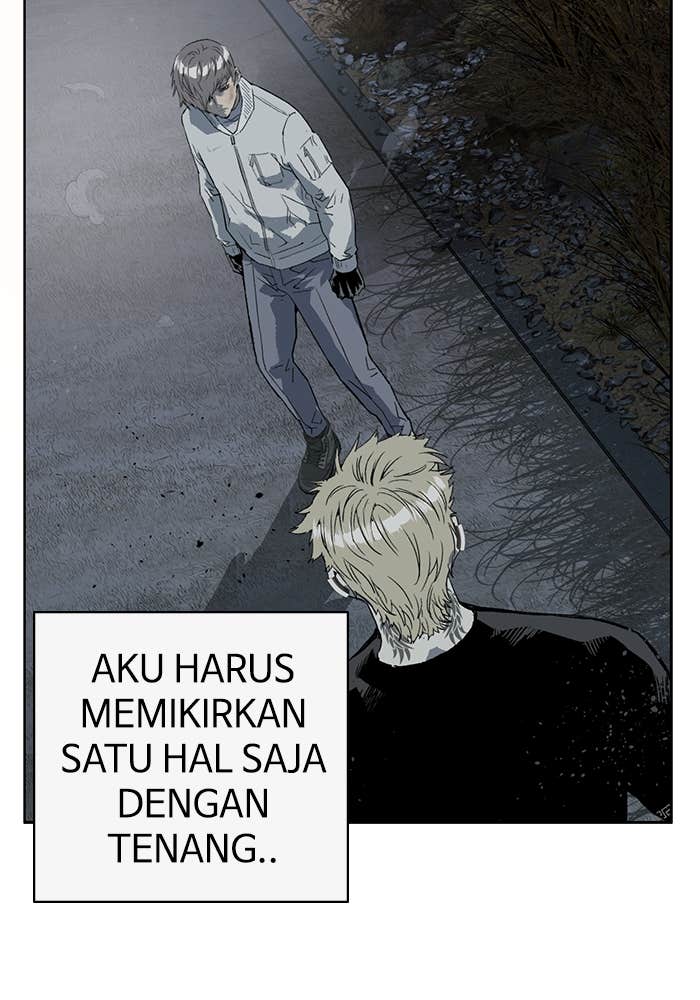 AKU HARUS
MEMIKIRKAN
SATU HAL SAJA
DENGAN
TENANG..